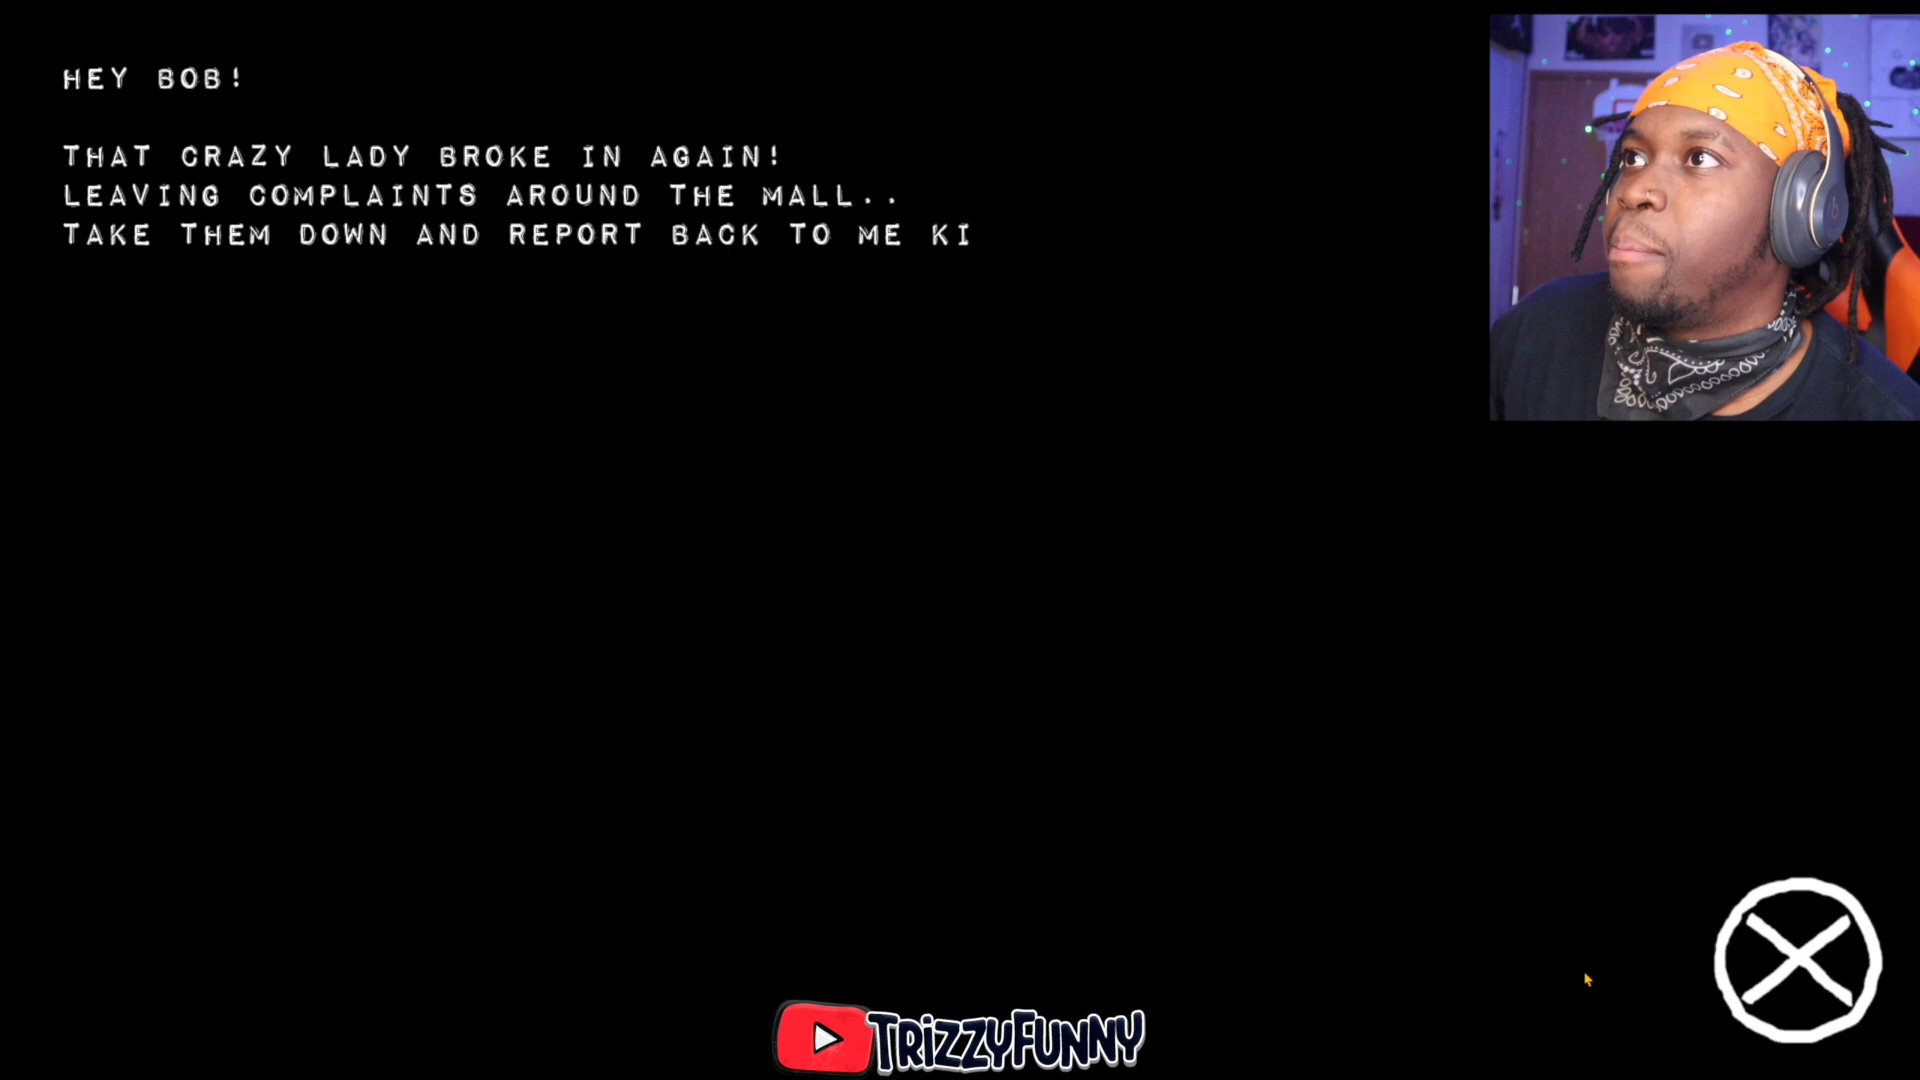 HEY BOB!
THAT CRAZY LADY BROKE IN AGAIN!
LEAVING COMPLAINTS AROUND THE MALL..
TAKE THEM DOWN AND REPORT BACK TO ME KI
TRiZZYFUNNY